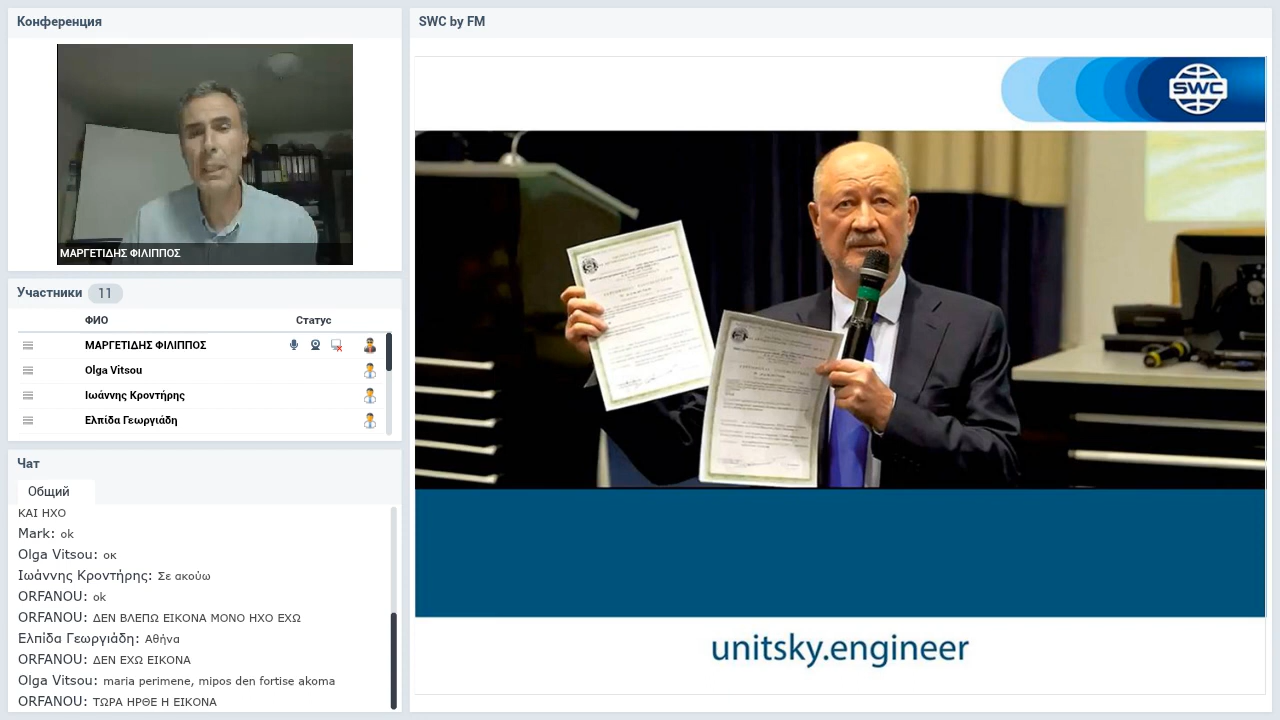 Конференция
ΜΑΡΓΕΤΙΔΗΣ ΦΙΛΙΠΠΟΣ
Участники 11
ФИО Статус
ΜΑΡΓΕΤΙΔΗΣ ΦΙΛΙΠΠΟΣ
Olga Vitsou
Ιωάννης Κροντήρης
Ελπίδα Γεωργιάδη
Чат
Общий
ΚΑΙ ΗΧΟ
Mark: ok
Olga Vitsou: οκ
Ιωάννης Κροντήρης: Σε ακούω
ORFANOU: ok
ORFANOU: ΔΕΝ ΒΛΕΠΩ ΕΙΚΟΝΑ ΜΟΝΟ ΗΧΟ ΕΧΩ
Ελπίδα Γεωργιάδη: Αθήνα
ORFANOU: ΔΕΝ ΕΧΩ ΕΙΚΟΝΑ
Olga Vitsou: maria perimene, mipos den fortise akoma
ORFANOU: ΤΩΡΑ ΗΡΘΕ Η ΕΙΚΟΝΑ
SWC by FM
SWC
unitsky.engineer